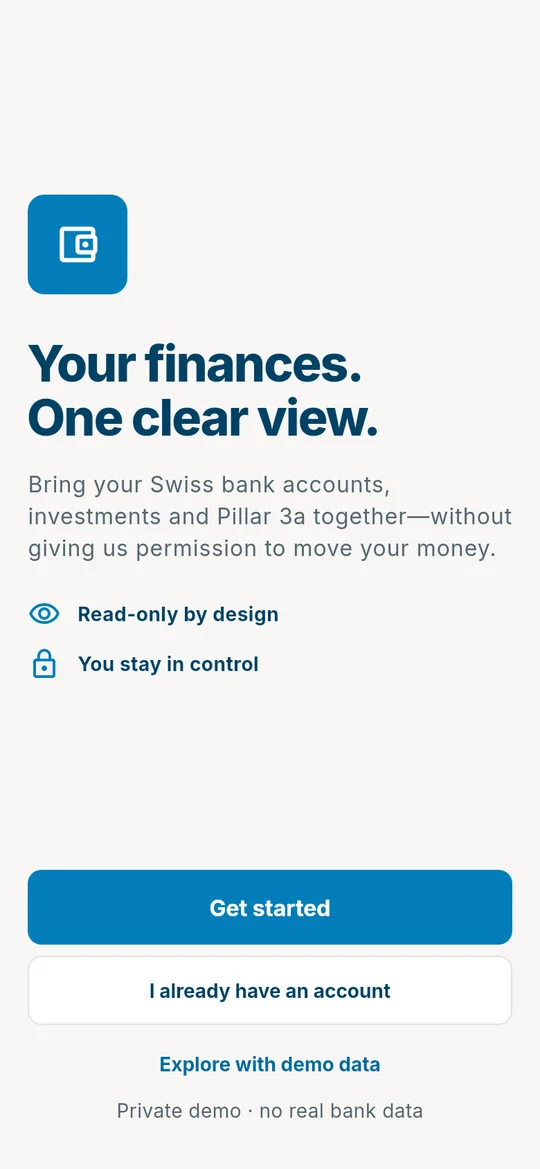 Your finances.
One clear view.
Bring your Swiss bank accounts,
investments and Pillar 3a together—without
giving us permission to move your money.
Read-only by design
You stay in control
Get started
I already have an account
Explore with demo data
Private demo · no real bank data